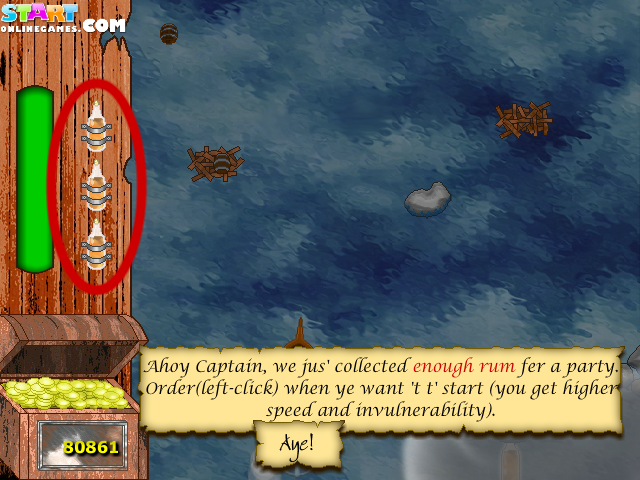 START
ONLINEGAMES.COM
Ahoy Captain, we jus' collected enough rum fer a party.
Order(left-click) when ye want 't t' start (you get higher
speed and invulnerability).
Aye!
80861